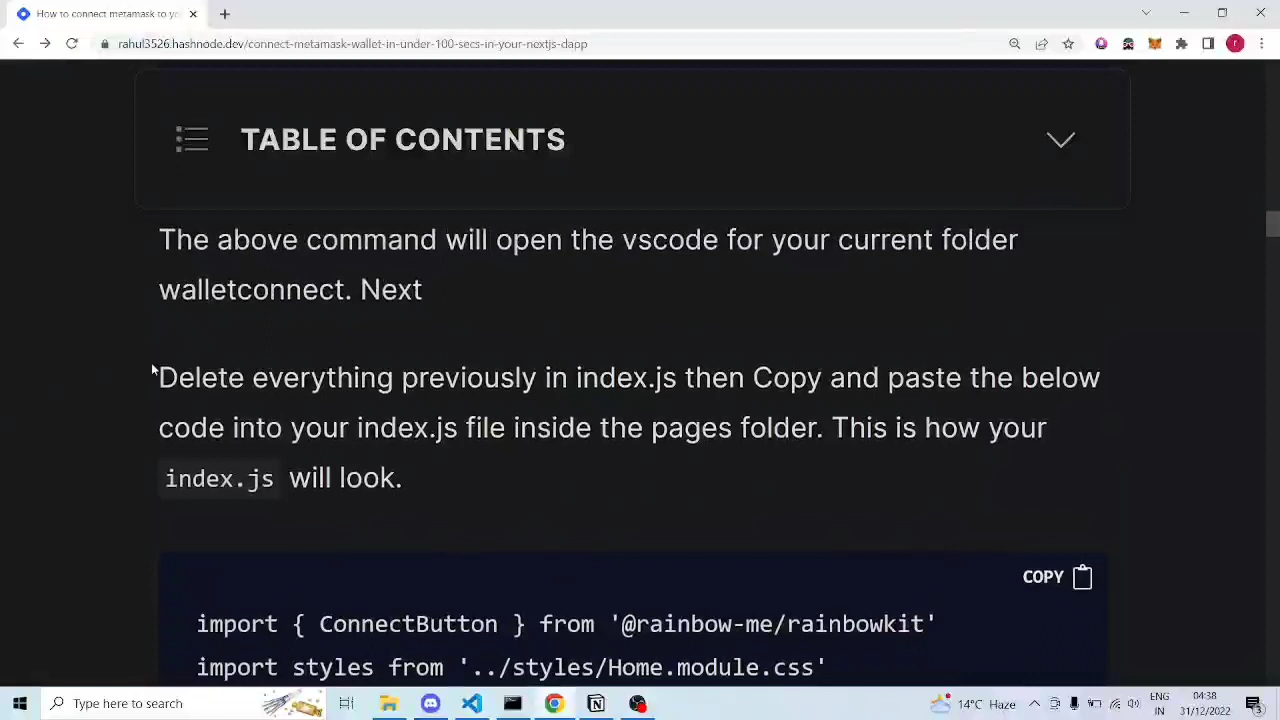 How to connect metamask to yo
rahul3526.hashnode.dev/connect-metamask-wallet-in-under-100secs-in-your-nextjs-dapp
TABLE OF CONTENTS
The above command will open the vscode for your current folder
walletconnect. Next
Delete everything previously in index.js then Copy and paste the below
code into your index.js file inside the pages folder. This is how your
index.js will look.
COPY
import { ConnectButton } from '@rainbow-me/rainbowkit'
import styles from '../styles/Home.module.css'
Type here to search
14°C Haze
ENG
IN
04:38
31/12/2022
3